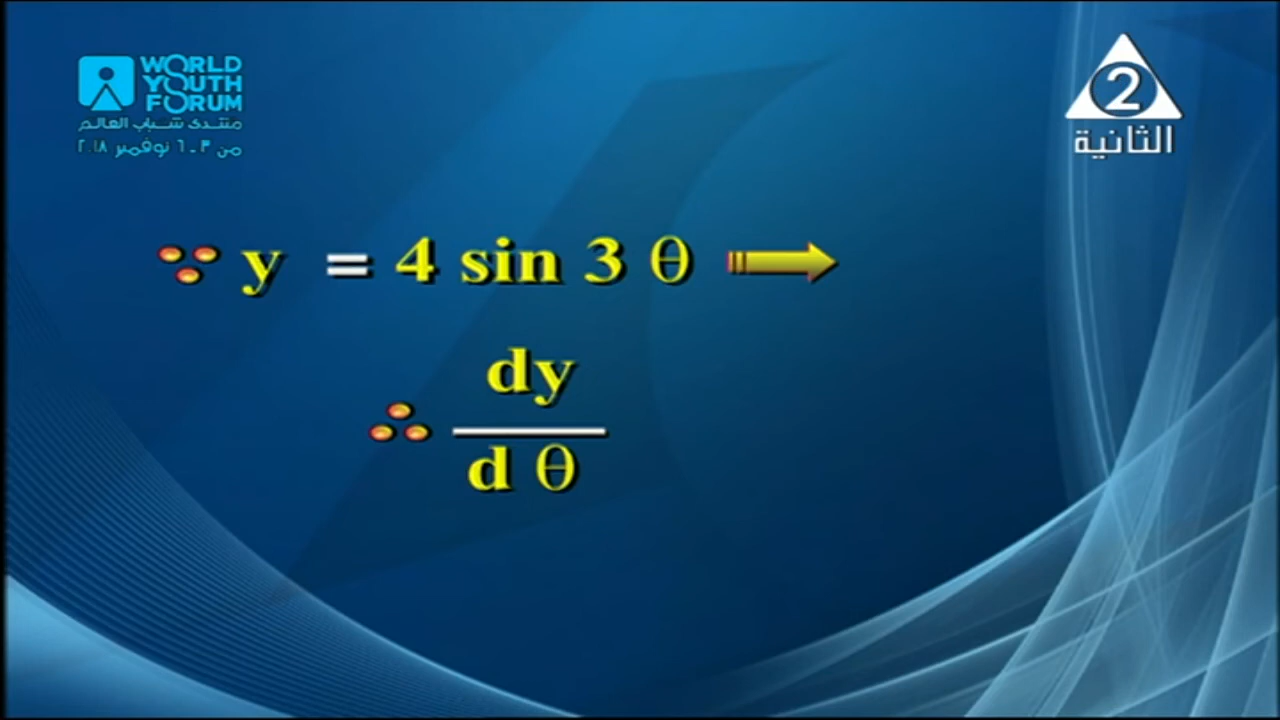 WORLD
YOUTH
FORUM
منتدى شباب العالم
من ٣ - ٦ نوفمبر ٢٠١٨
2
الثانية
∵ y = 4 sin 3 θ ⇒
∴ dy
d θ